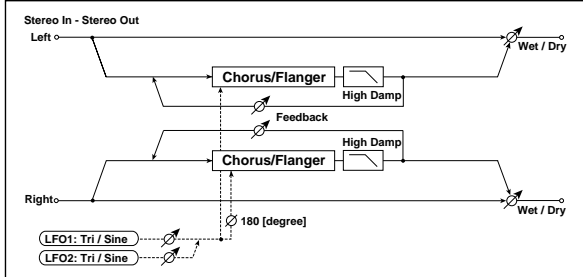 Stereo In - Stereo Out
Left
Wet / Dry
Chorus/Flanger
High Damp
Feedback
High Damp
Chorus/Flanger
Right
Wet / Dry
180 [degree]
LFO1: Tri / Sine
LFO2: Tri / Sine